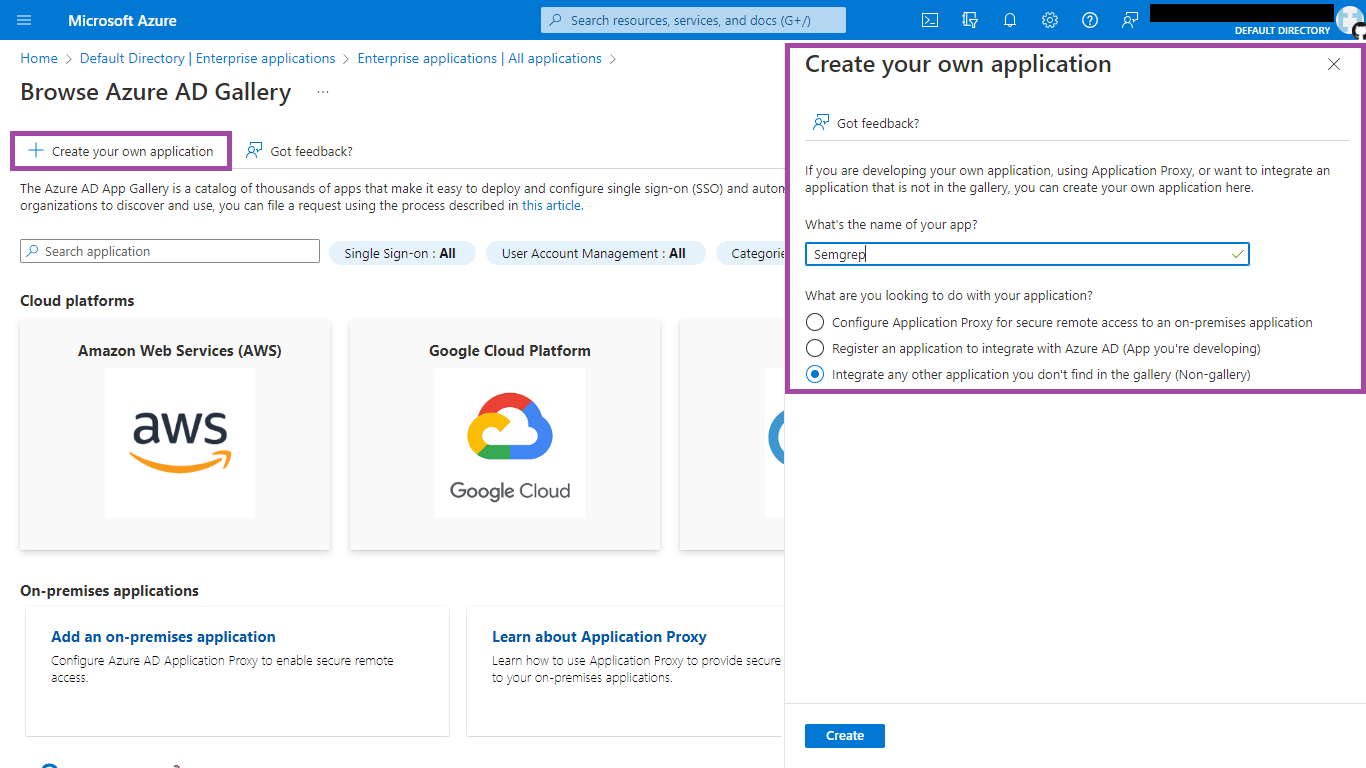 Microsoft Azure
Search resources, services, and docs (G+/)
DEFAULT DIRECTORY
Home > Default Directory | Enterprise applications > Enterprise applications | All applications >
Browse Azure AD Gallery ...
+ Create your own application
Got feedback?
The Azure AD App Gallery is a catalog of thousands of apps that make it easy to deploy and configure single sign-on (SSO) and
organizations to discover and use, you can file a request using the process described in this article.
Search application
Single Sign-on : All
User Account Management : All
Cloud platforms
Amazon Web Services (AWS)
aws
Google Cloud Platform
Google Cloud
On-premises applications
Add an on-premises application
Configure Azure AD Application Proxy to enable secure remote
access.
Learn about Application Proxy
Learn how to use Application Proxy to provide secure
to your on-premises applications.
Create your own application
Got feedback?
If you are developing your own application, using Application Proxy, or want to integrate an
application that is not in the gallery, you can create your own application here.
What's the name of your app?
Semgrep
What are you looking to do with your application?
Configure Application Proxy for secure remote access to an on-premises application
Register an application to integrate with Azure AD (App you're developing)
Integrate any other application you don't find in the gallery (Non-gallery)
Create